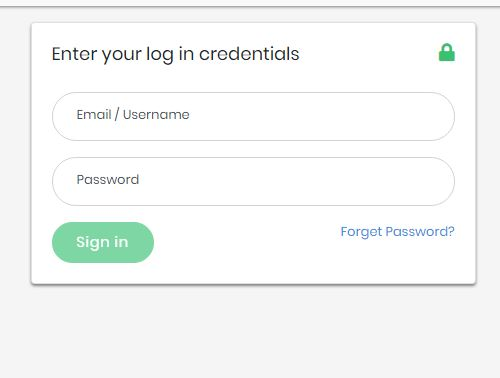 Enter your log in credentials
Email / Username
Password
Sign in
Forget Password?